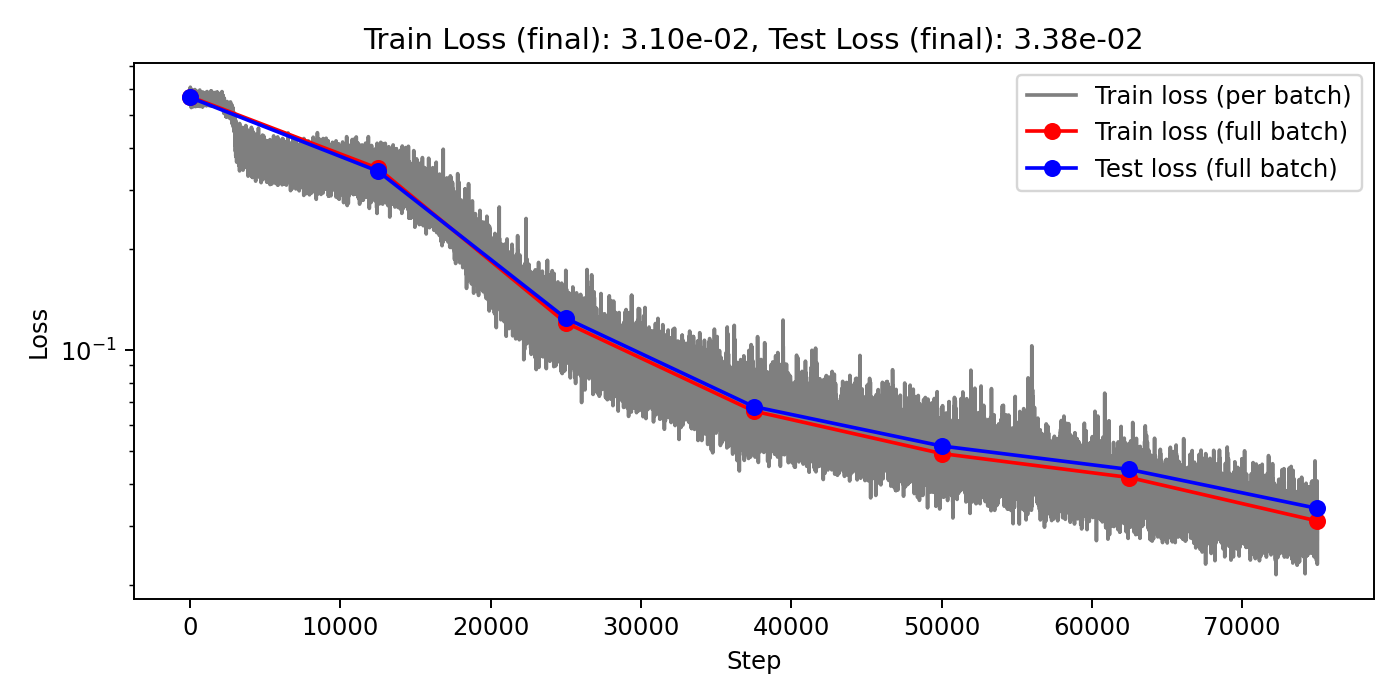 Train Loss (final): 3.10e-02, Test Loss (final): 3.38e-02
Train loss (per batch)
Train loss (full batch)
Test loss (full batch)
Loss
10⁻¹
0 10000 20000 30000 40000 50000 60000 70000
Step